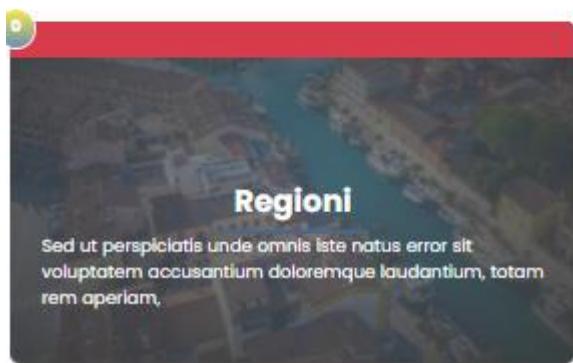 D
Regioni
Sed ut perspiciatis unde omnis iste natus error sit
voluptatem accusantium doloremque laudantium, totam
rem aperiam,